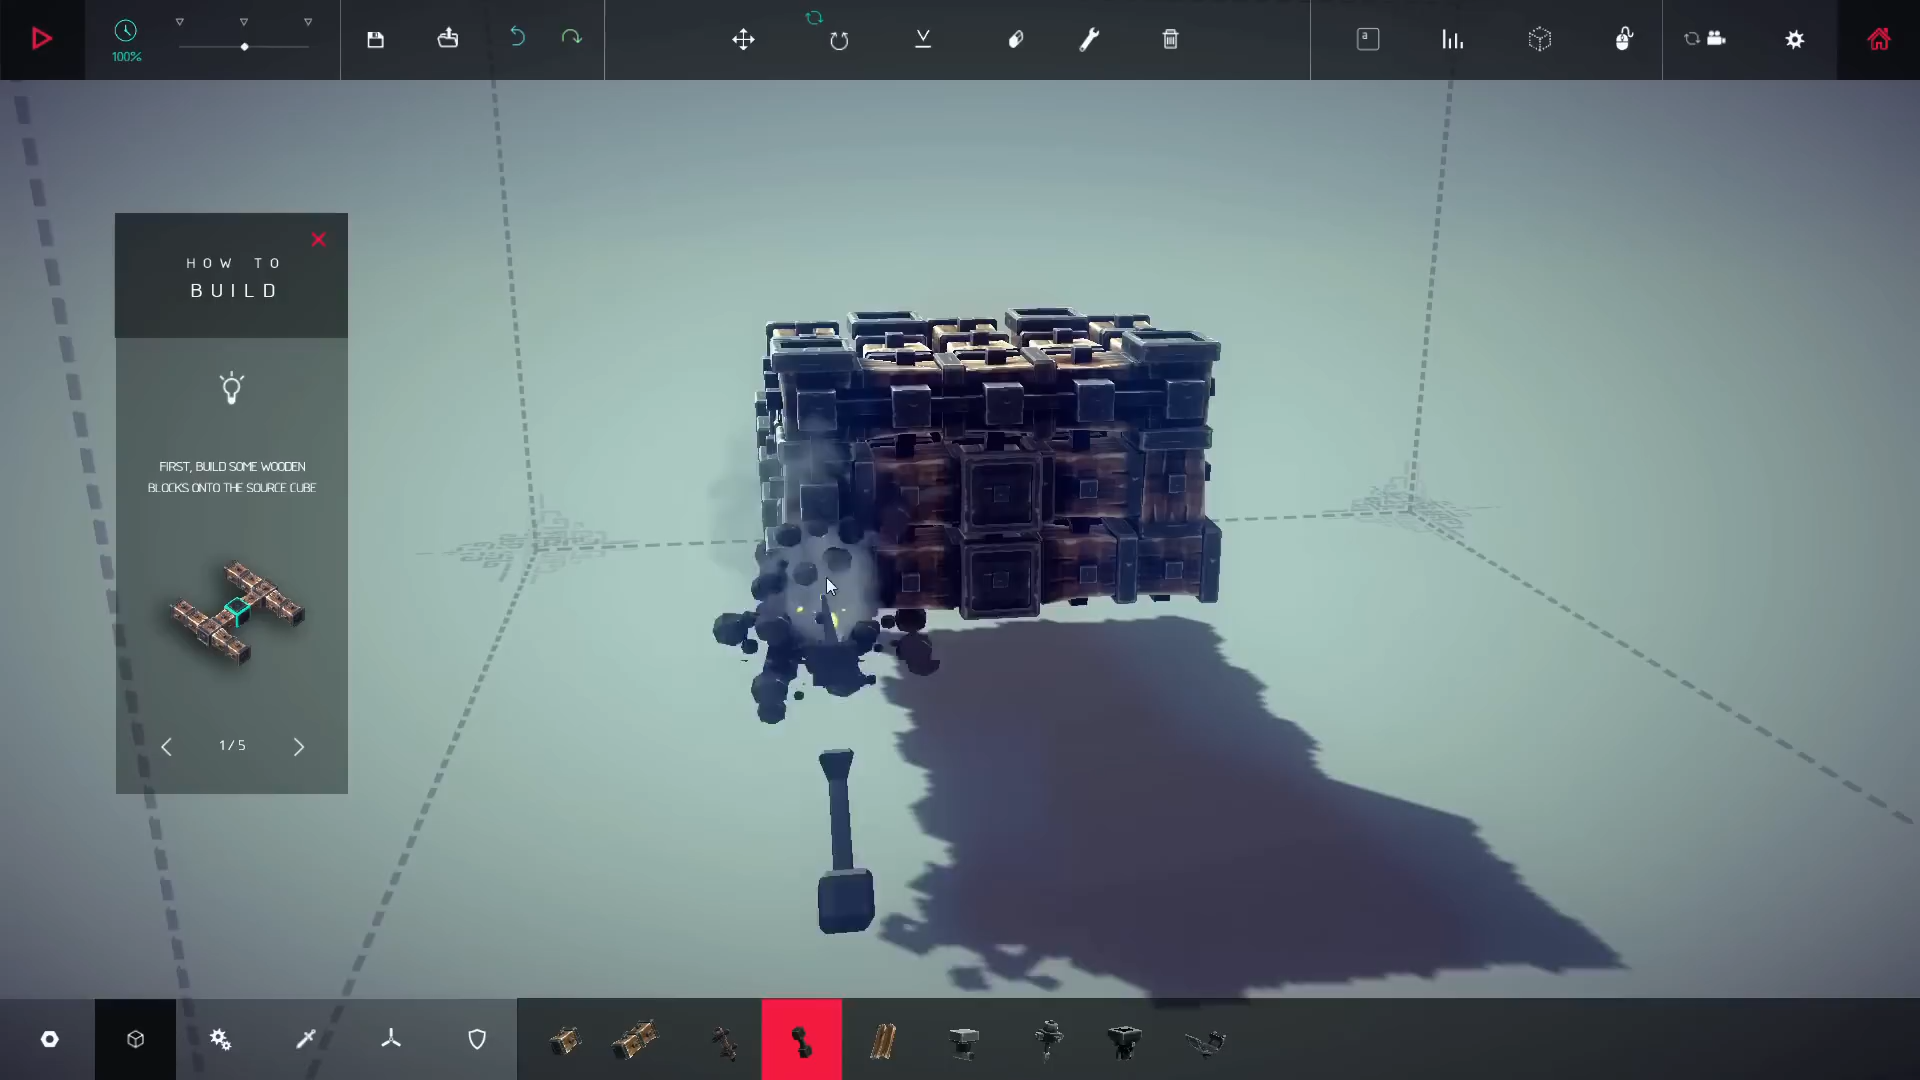 100%
a
HOW TO
BUILD
FIRST, BUILD SOME WOODEN
BLOCKS ONTO THE SOURCE CUBE
1/5